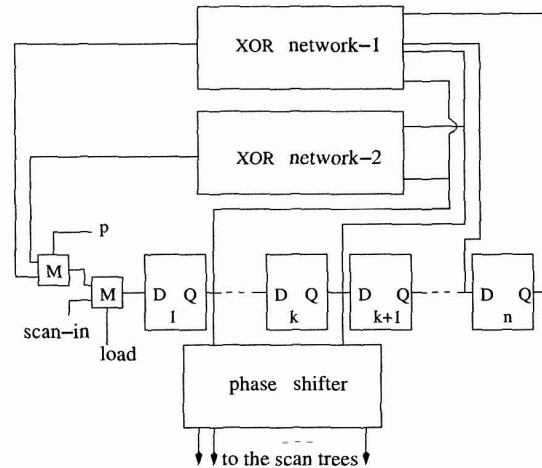 XOR network-1
XOR network-2
p
M
M
scan-in
load
D Q
1
D Q
k
D Q
k+1
D Q
n
phase shifter
to the scan trees